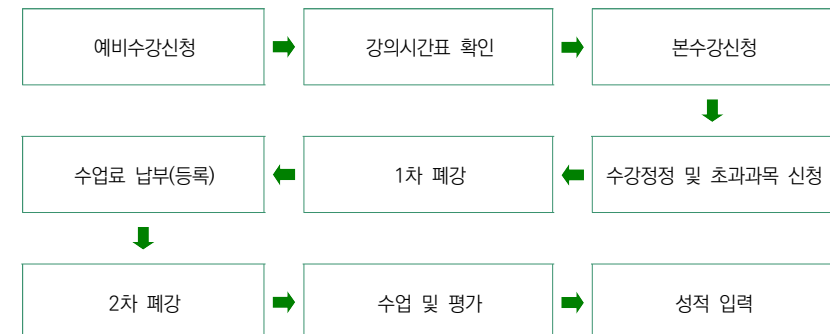 예비수강신청
강의시간표 확인
본수강신청
수강정정 및 초과과목 신청
1차 폐강
수업료 납부(등록)
2차 폐강
수업 및 평가
성적 입력